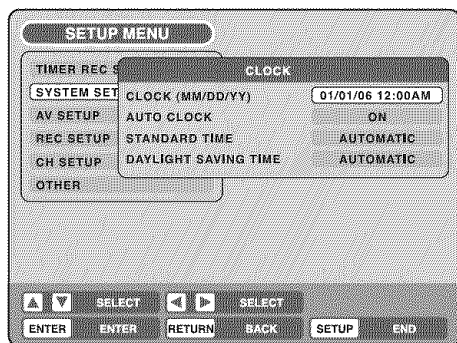 SETUP MENU
TIMER REC S
SYSTEM SET
AV SETUP
REC SETUP
CH SETUP
OTHER
CLOCK
CLOCK (MM/DD/YY) 01/01/06 12:00AM
AUTO CLOCK ON
STANDARD TIME AUTOMATIC
DAYLIGHT SAVING TIME AUTOMATIC
SELECT SELECT
ENTER ENTER RETURN BACK SETUP END